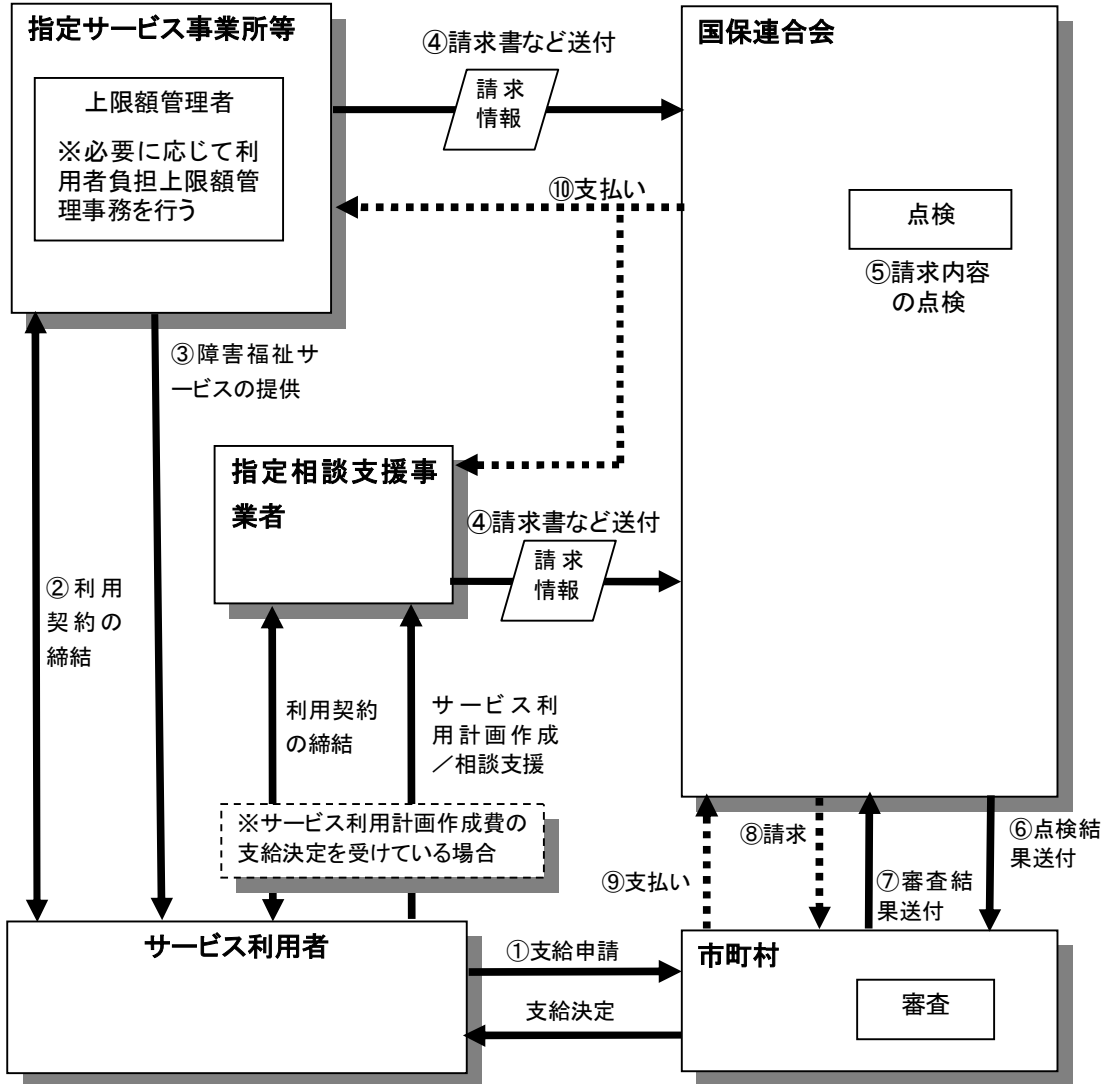 指定サービス事業所等
上限額管理者
※必要に応じて利
用者負担上限額管
理事務を行う
④請求書など送付
請求
情報
国保連合会
⑩支払い
点検
⑤請求内容
の点検
③障害福祉サ
ービスの提供
指定相談支援事
業者
④請求書など送付
請求
情報
②利用
契約の
締結
利用契約
の締結
サービス利
用計画作成
／相談支援
※サービス利用計画作成費の
支給決定を受けている場合
⑧請求
⑥点検結
果送付
⑨支払い
⑦審査結
果送付
サービス利用者
①支給申請
支給決定
市町村
審査